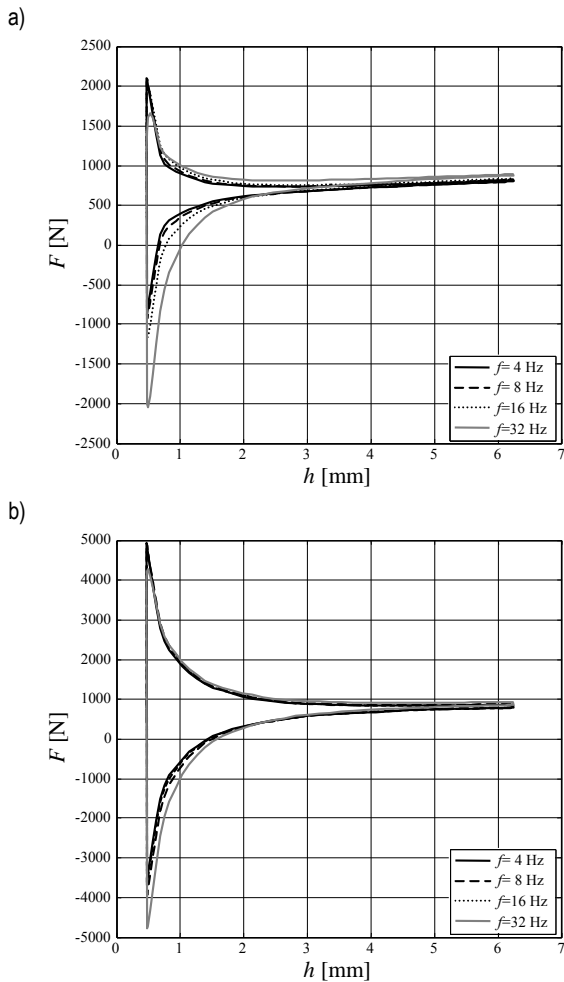 a)
2500
2000
1500
1000
500
0
-500
-1000
-1500
-2000
-2500
F [N]
0 1 2 3 4 5 6 7
h [mm]
f= 4 Hz
f= 8 Hz
f=16 Hz
f=32 Hz
b)
5000
4000
3000
2000
1000
0
-1000
-2000
-3000
-4000
-5000
F [N]
0 1 2 3 4 5 6 7
h [mm]
f= 4 Hz
f= 8 Hz
f=16 Hz
f=32 Hz